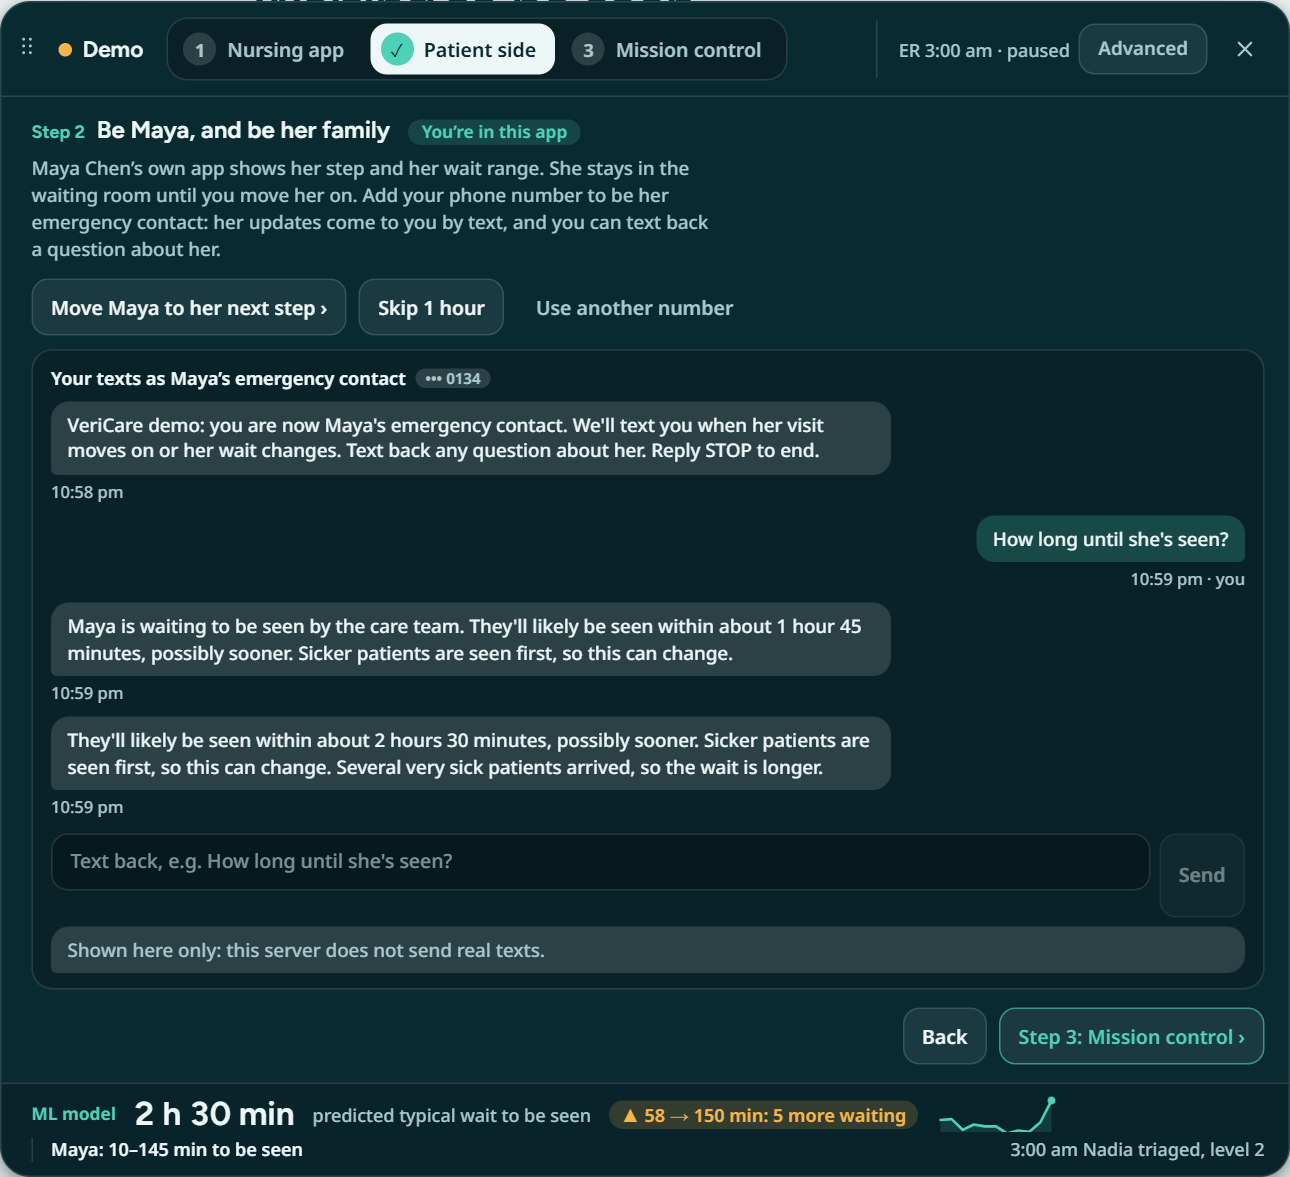 Demo
1 Nursing app
✓ Patient side
3 Mission control
ER 3:00 am · paused
Advanced
Step 2 Be Maya, and be her family You're in this app
Maya Chen's own app shows her step and her wait range. She stays in the
waiting room until you move her on. Add your phone number to be her
emergency contact: her updates come to you by text, and you can text back
a question about her.
Move Maya to her next step ›
Skip 1 hour
Use another number
Your texts as Maya's emergency contact ••• 0134
VeriCare demo: you are now Maya's emergency contact. We'll text you when her visit
moves on or her wait changes. Text back any question about her. Reply STOP to end.
10:58 pm
How long until she's seen?
10:59 pm · you
Maya is waiting to be seen by the care team. They'll likely be seen within about 1 hour 45
minutes, possibly sooner. Sicker patients are seen first, so this can change.
10:59 pm
They'll likely be seen within about 2 hours 30 minutes, possibly sooner. Sicker patients are
seen first, so this can change. Several very sick patients arrived, so the wait is longer.
10:59 pm
Text back, e.g. How long until she's seen?
Send
Shown here only: this server does not send real texts.
Back
Step 3: Mission control ›
ML model 2 h 30 min predicted typical wait to be seen ▲ 58 → 150 min: 5 more waiting
Maya: 10–145 min to be seen
3:00 am Nadia triaged, level 2